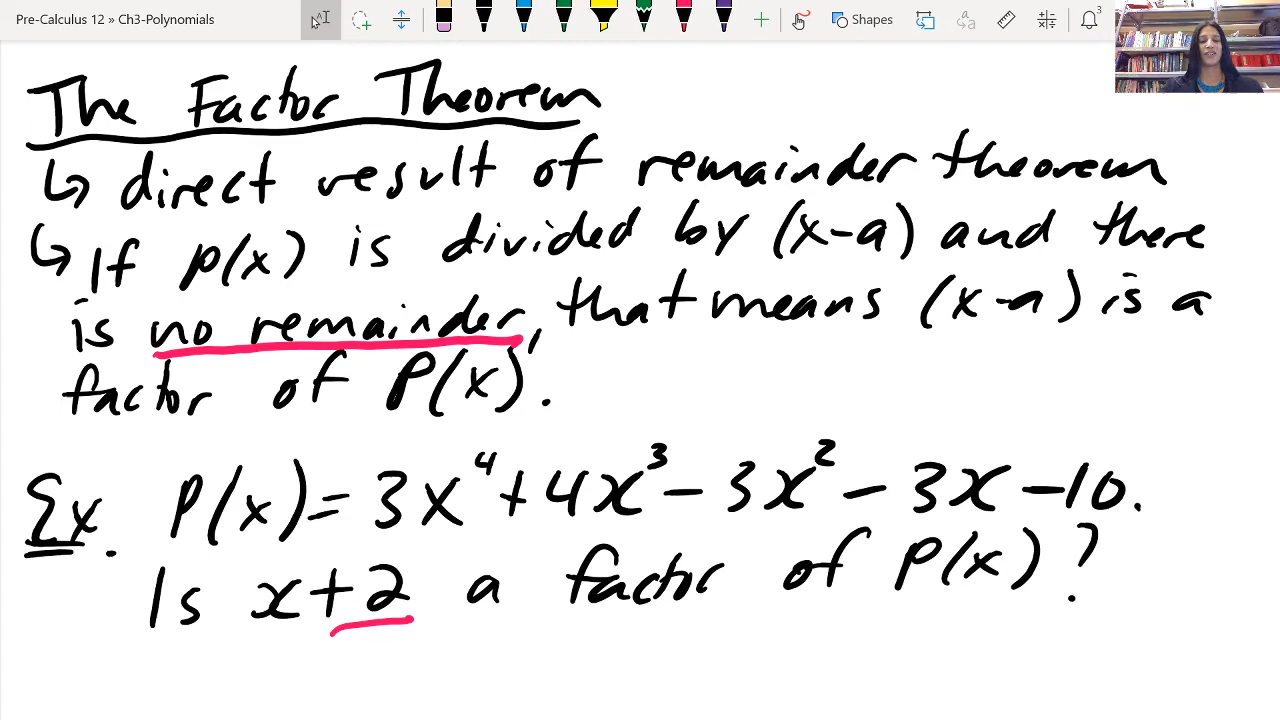 Pre-Calculus 12 » Ch3-Polynomials
Shapes
3
The Factor Theorem
↳ direct result of remainder theorem
↳ If p(x) is divided by (x-a) and there
is no remainder, that means (x-a) is a
factor of P(x).
Ex. P(x) = 3x⁴ + 4x³ - 3x² - 3x - 10.
Is x+2 a factor of P(x)?